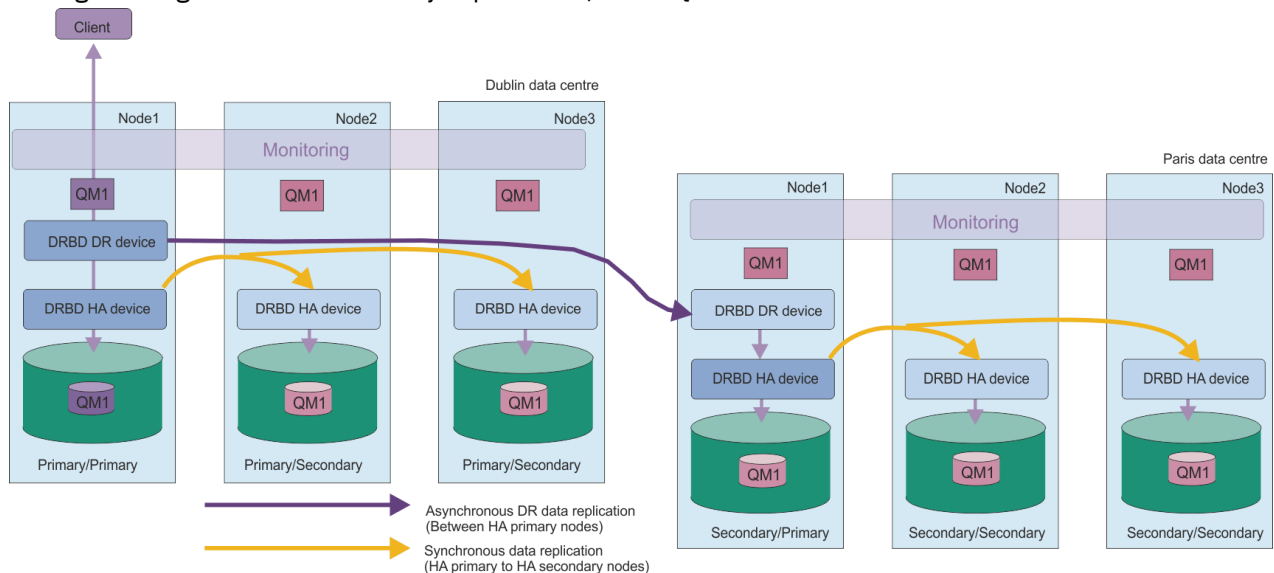 Client
Dublin data centre
Node1
Node2
Node3
Monitoring
QM1
QM1
QM1
DRBD DR device
DRBD HA device
DRBD HA device
DRBD HA device
QM1
QM1
QM1
Primary/Primary
Primary/Secondary
Primary/Secondary
Paris data centre
Node1
Node2
Node3
Monitoring
QM1
QM1
QM1
DRBD DR device
DRBD HA device
DRBD HA device
DRBD HA device
QM1
QM1
QM1
Secondary/Primary
Secondary/Secondary
Secondary/Secondary
Asynchronous DR data replication
(Between HA primary nodes)
Synchronous data replication
(HA primary to HA secondary nodes)